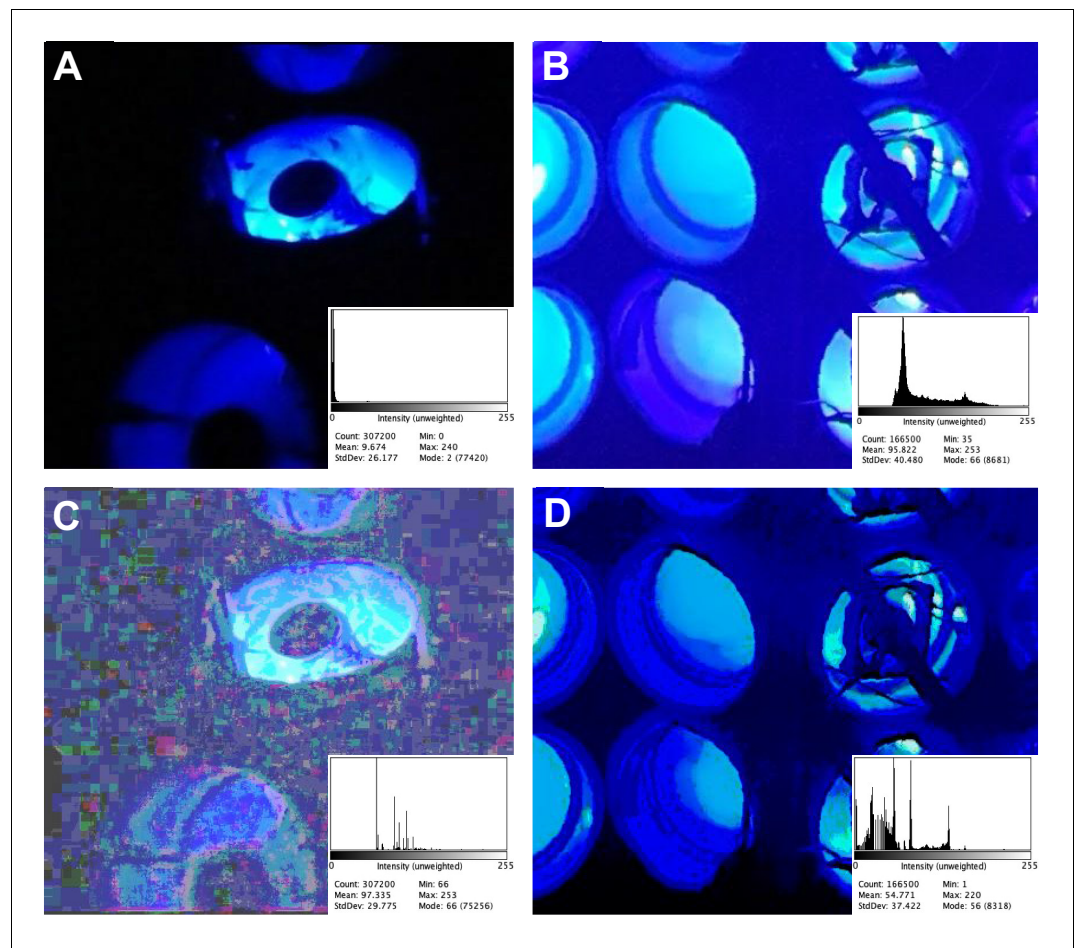 A
B
0 255
Intensity (unweighted)
Count: 307200 Min: 0
Mean: 9.674 Max: 240
StdDev: 26.177 Mode: 2 (77420)
0 255
Intensity (unweighted)
Count: 166500 Min: 35
Mean: 95.822 Max: 253
StdDev: 40.480 Mode: 66 (8681)
C
D
0 255
Intensity (unweighted)
Count: 307200 Min: 66
Mean: 97.335 Max: 253
StdDev: 29.775 Mode: 66 (75256)
0 255
Intensity (unweighted)
Count: 166500 Min: 1
Mean: 54.771 Max: 220
StdDev: 37.422 Mode: 56 (8318)